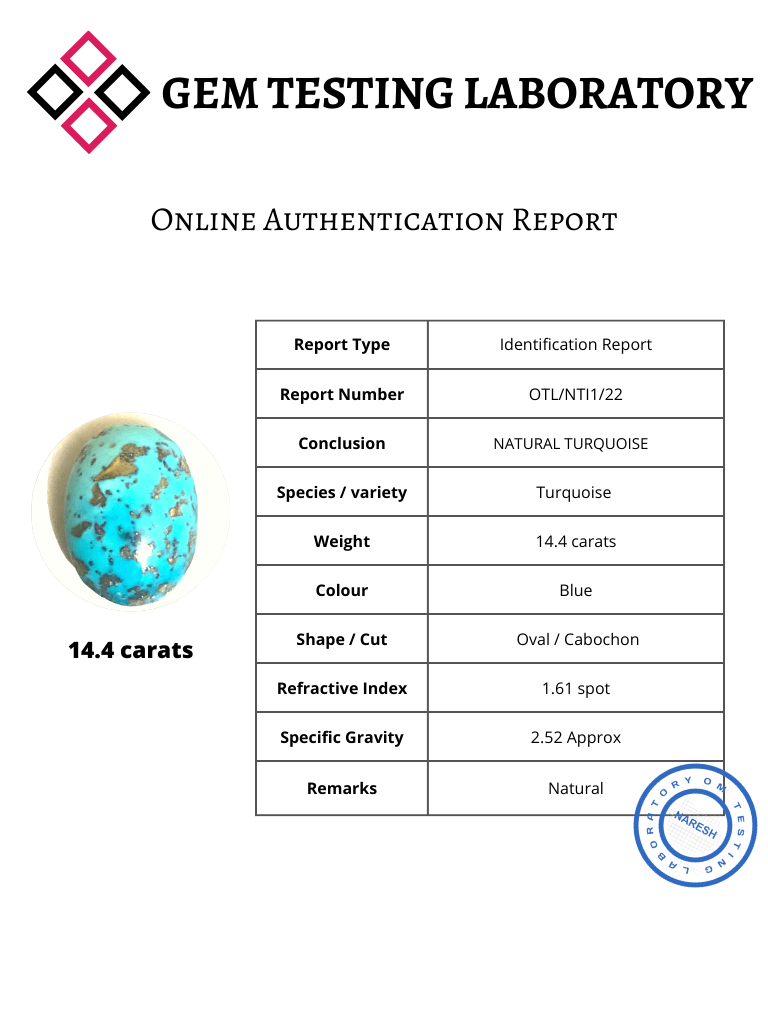 GEM TESTING LABORATORY
Online Authentication Report
Report Type Identification Report
Report Number OTL/NTI1/22
Conclusion NATURAL TURQUOISE
Species / variety Turquoise
Weight 14.4 carats
Colour Blue
Shape / Cut Oval / Cabochon
14.4 carats
Refractive Index 1.61 spot
Specific Gravity 2.52 Approx
Remarks Natural
OM TESTING LABORATORY
NARESH